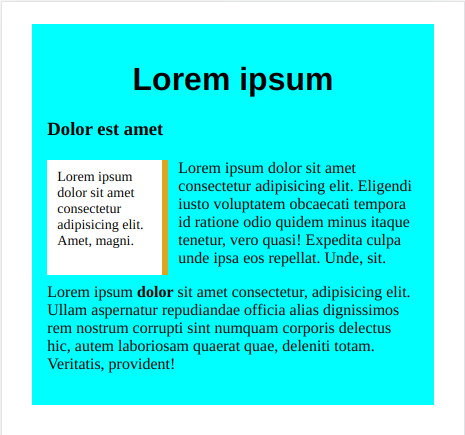 Lorem ipsum
Dolor est amet
Lorem ipsum
dolor sit amet
consectetur
adipisicing elit.
Amet, magni.
Lorem ipsum dolor sit amet
consectetur adipisicing elit. Eligendi
iusto voluptatem obcaecati tempora
id ratione odio quidem minus itaque
tenetur, vero quasi! Expedita culpa
unde ipsa eos repellat. Unde, sit.
Lorem ipsum dolor sit amet consectetur, adipisicing elit.
Ullam aspernatur repudiandae officia alias dignissimos
rem nostrum corrupti sint numquam corporis delectus
hic, autem laboriosam quaerat quae, deleniti totam.
Veritatis, provident!